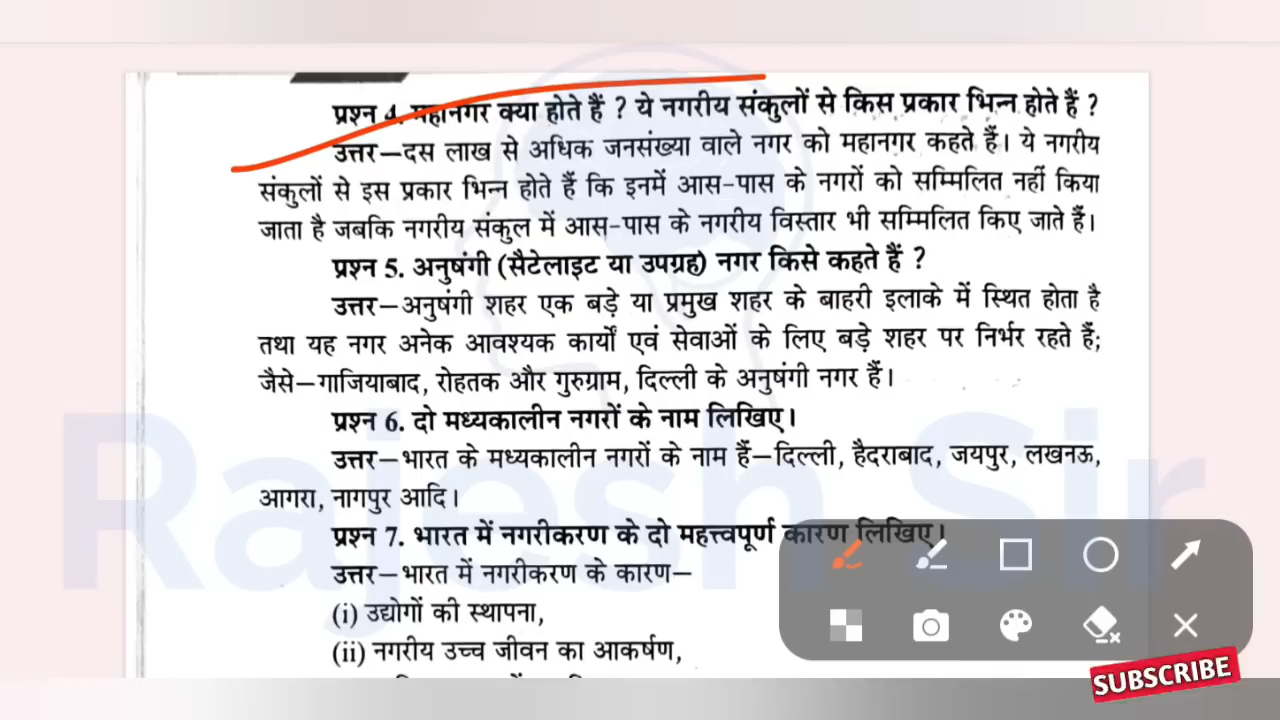 प्रश्न 4. महानगर क्या होते हैं ? ये नगरीय संकुलों से किस प्रकार भिन्न होते हैं ?
उत्तर—दस लाख से अधिक जनसंख्या वाले नगर को महानगर कहते हैं। ये नगरीय
संकुलों से इस प्रकार भिन्न होते हैं कि इनमें आस-पास के नगरों को सम्मिलित नहीं किया
जाता है जबकि नगरीय संकुल में आस-पास के नगरीय विस्तार भी सम्मिलित किए जाते हैं।
प्रश्न 5. अनुषंगी (सैटेलाइट या उपग्रह) नगर किसे कहते हैं ?
उत्तर—अनुषंगी शहर एक बड़े या प्रमुख शहर के बाहरी इलाके में स्थित होता है
तथा यह नगर अनेक आवश्यक कार्यों एवं सेवाओं के लिए बड़े शहर पर निर्भर रहते हैं;
जैसे—गाजियाबाद, रोहतक और गुरुग्राम, दिल्ली के अनुषंगी नगर हैं।
प्रश्न 6. दो मध्यकालीन नगरों के नाम लिखिए।
उत्तर—भारत के मध्यकालीन नगरों के नाम हैं—दिल्ली, हैदराबाद, जयपुर, लखनऊ,
आगरा, नागपुर आदि।
प्रश्न 7. भारत में नगरीकरण के दो महत्त्वपूर्ण कारण लिखिए।
उत्तर—भारत में नगरीकरण के कारण—
(i) उद्योगों की स्थापना,
(ii) नगरीय उच्च जीवन का आकर्षण,
Rajesh Sir
SUBSCRIBE